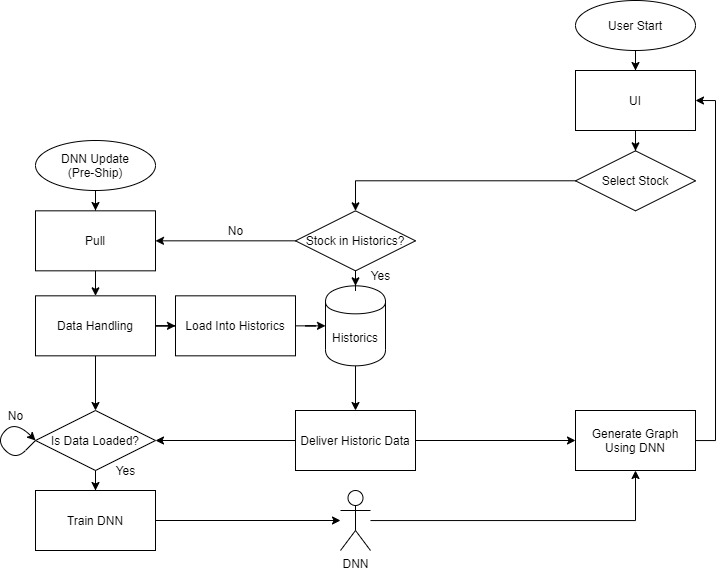 User Start
UI
DNN Update
(Pre-Ship)
Select Stock
No
Pull
Stock in Historics?
Yes
Data Handling
Load Into Historics
Historics
No
Is Data Loaded?
Deliver Historic Data
Generate Graph
Using DNN
Yes
Train DNN
DNN